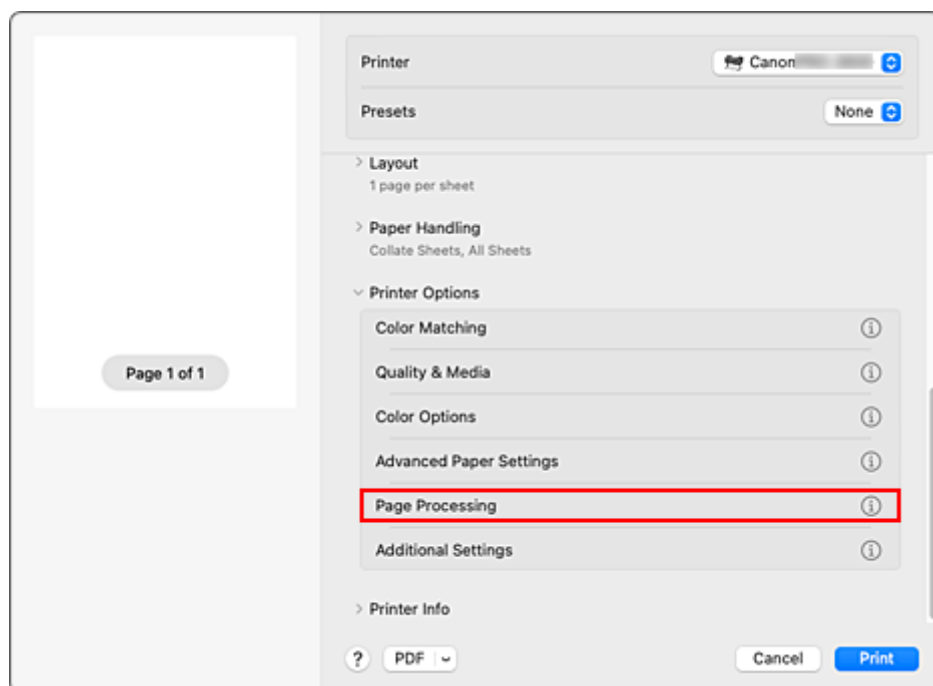 Printer
Canon
Presets
None
Layout
1 page per sheet
Paper Handling
Collate Sheets, All Sheets
Printer Options
Color Matching
Quality & Media
Page 1 of 1
Color Options
Advanced Paper Settings
Page Processing
Additional Settings
Printer Info
? PDF
Cancel
Print